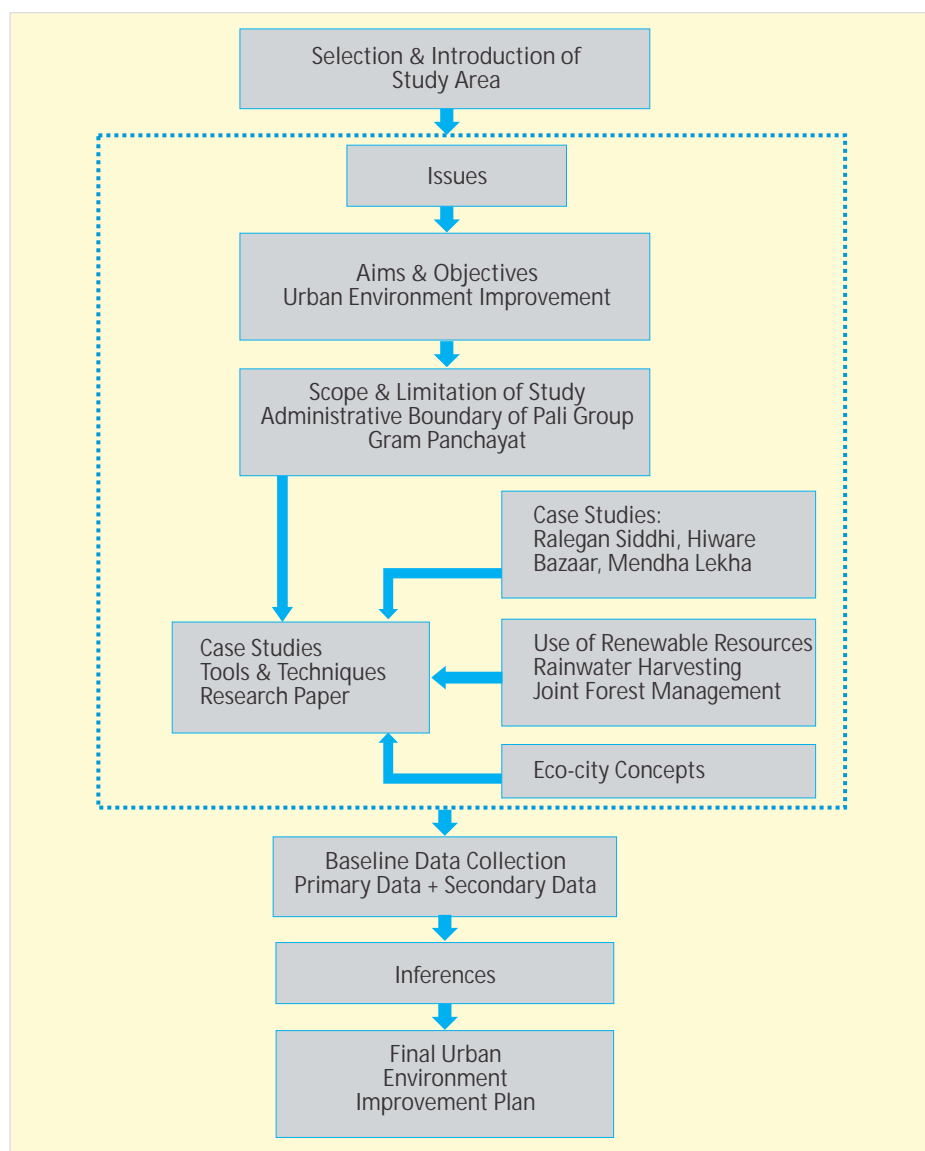 Selection & Introduction of
Study Area
Issues
Aims & Objectives
Urban Environment Improvement
Scope & Limitation of Study
Administrative Boundary of Pali Group
Gram Panchayat
Case Studies:
Ralegan Siddhi, Hiware
Bazaar, Mendha Lekha
Case Studies
Tools & Techniques
Research Paper
Use of Renewable Resources
Rainwater Harvesting
Joint Forest Management
Eco-city Concepts
Baseline Data Collection
Primary Data + Secondary Data
Inferences
Final Urban
Environment
Improvement Plan